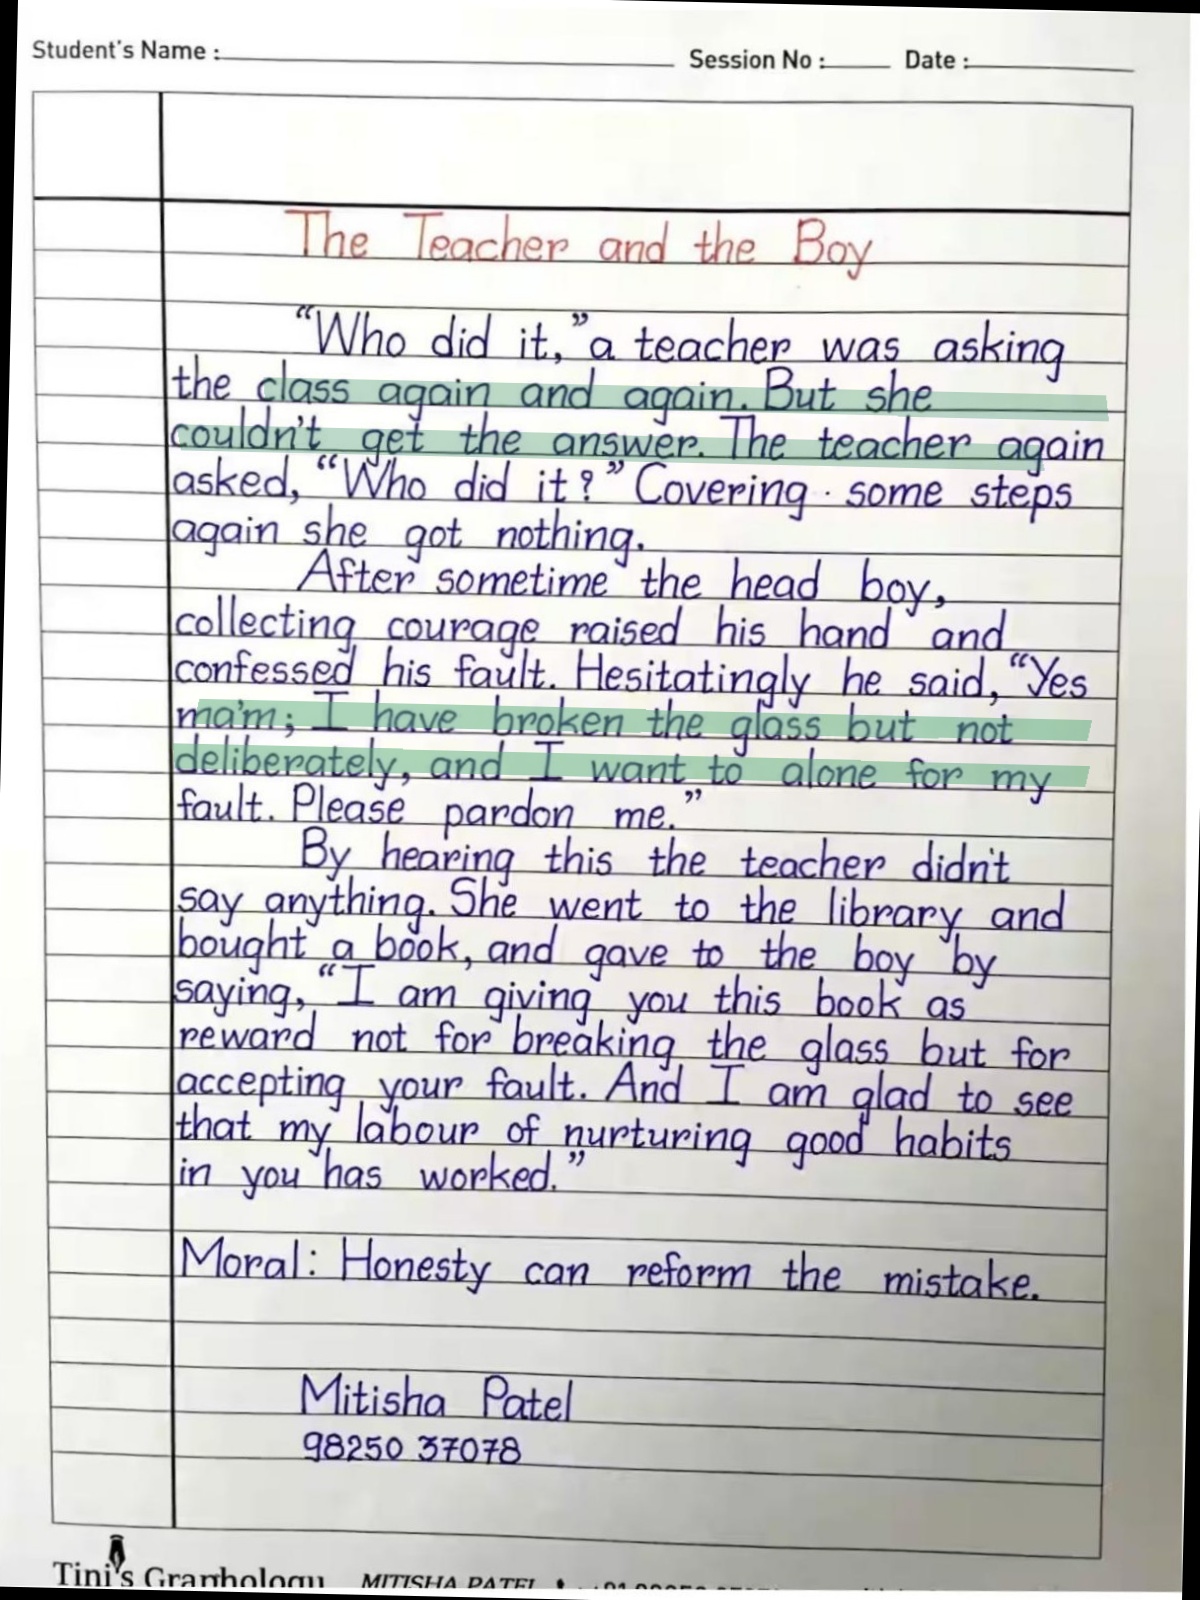 Student's Name :
Session No : Date :
The Teacher and the Boy
"Who did it," a teacher was asking
the class again and again. But she
couldn't get the answer. The teacher again
asked, "Who did it?" Covering some steps
again she got nothing.
After sometime the head boy,
collecting courage raised his hand and
confessed his fault. Hesitatingly he said, "Yes
ma'm; I have broken the glass but not
deliberately, and I want to alone for my
fault. Please pardon me."
By hearing this the teacher didn't
say anything. She went to the library and
bought a book, and gave to the boy by
saying, "I am giving you this book as
reward not for breaking the glass but for
accepting your fault. And I am glad to see
that my labour of nurturing good habits
in you has worked."
Moral: Honesty can reform the mistake.
Mitisha Patel
98250 37078
Tini's Graphology MITISHA PATEL